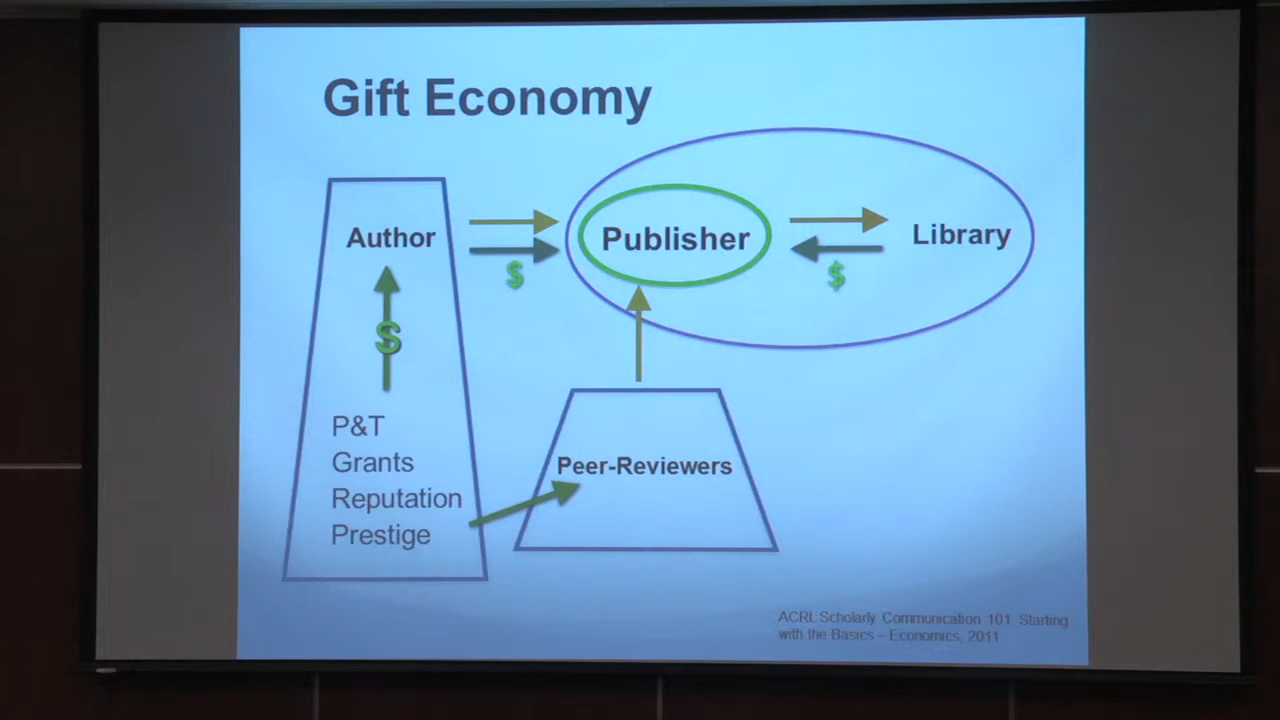 Gift Economy
Author
Publisher
Library
$
$
$
P&T
Grants
Reputation
Prestige
Peer-Reviewers
ACRL Scholarly Communication 101 Starting
with the Basics – Economics, 2011